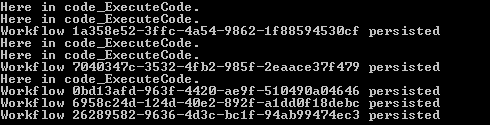 Here in code_ExecuteCode.
Here in code_ExecuteCode.
Workflow 1a358e52-3ffc-4a54-9862-1f88594530cf persisted
Here in code_ExecuteCode.
Here in code_ExecuteCode.
Workflow 7040347c-3532-4fb2-985f-2eaace37f479 persisted
Here in code_ExecuteCode.
Workflow 0bd13afd-963f-4420-ae9f-510490a04646 persisted
Workflow 6958c24d-124d-40e2-892f-a1dd0f18debc persisted
Workflow 26289582-9636-4d3c-bc1f-94ab99474ec3 persisted